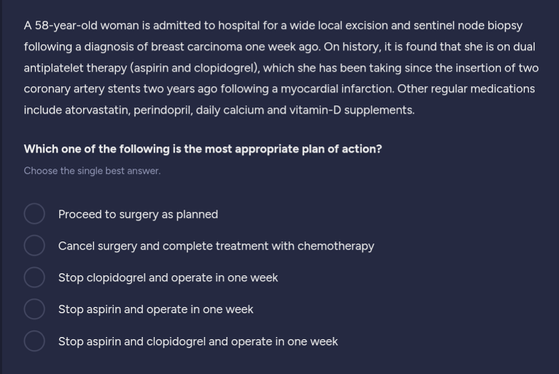 A 58-year-old woman is admitted to hospital for a wide local excision and sentinel node biopsy
following a diagnosis of breast carcinoma one week ago. On history, it is found that she is on dual
antiplatelet therapy (aspirin and clopidogrel), which she has been taking since the insertion of two
coronary artery stents two years ago following a myocardial infarction. Other regular medications
include atorvastatin, perindopril, daily calcium and vitamin-D supplements.
Which one of the following is the most appropriate plan of action?
Choose the single best answer.
Proceed to surgery as planned
Cancel surgery and complete treatment with chemotherapy
Stop clopidogrel and operate in one week
Stop aspirin and operate in one week
Stop aspirin and clopidogrel and operate in one week